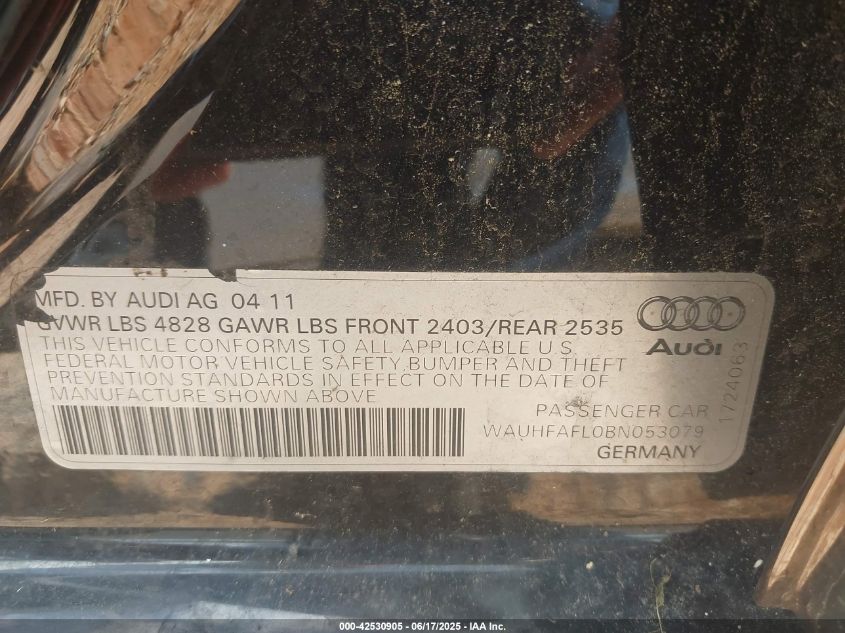 MFD. BY AUDI AG 04 11
GVWR LBS 4828 GAWR LBS FRONT 2403/REAR 2535
THIS VEHICLE CONFORMS TO ALL APPLICABLE U.S.
FEDERAL MOTOR VEHICLE SAFETY, BUMPER AND THEFT
PREVENTION STANDARDS IN EFFECT ON THE DATE OF
MANUFACTURE SHOWN ABOVE
PASSENGER CAR
WAUHFAFL0BN053079
GERMANY
Audi
1724063
000-42530905 - 06/17/2025 - IAA Inc.